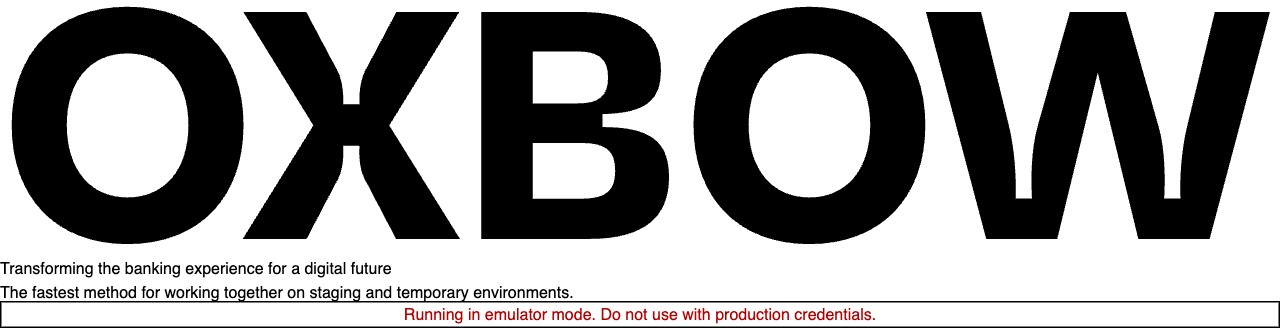 OXBOW
Transforming the banking experience for a digital future
The fastest method for working together on staging and temporary environments.
Running in emulator mode. Do not use with production credentials.